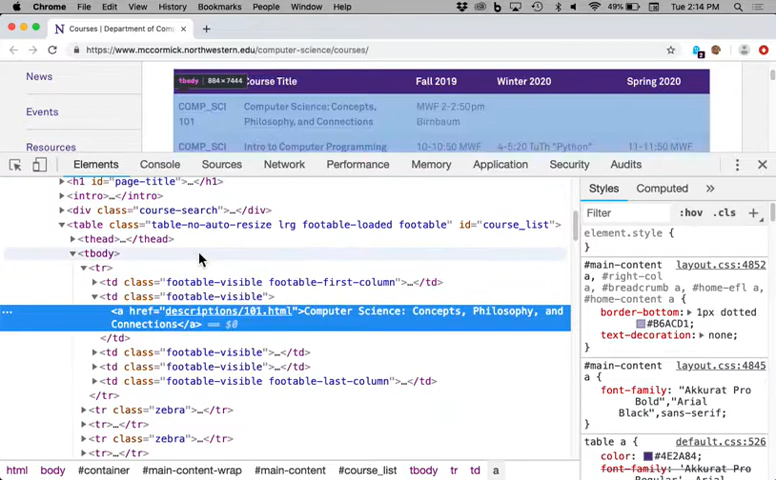 Chrome File Edit View History Bookmarks People Window Help 49% Tue 2:14 PM
Courses | Department of Comp
https://www.mccormick.northwestern.edu/computer-science/courses/
News
Events
Resources
tbody | 884 × 7444
Course Title Fall 2019 Winter 2020 Spring 2020
COMP_SCI 101 Computer Science: Concepts, Philosophy, and Connections MWF 2-2:50pm Birnbaum
COMP_SCI Intro to Computer Programming 10-10:50 MWF 4-5:20 TuTh "Python" 11-11:50 MWF
Elements Console Sources Network Performance Memory Application Security Audits
<h1 id="page-title">…</h1>
<intro>…</intro>
<div class="course-search">…</div>
<table class="table-no-auto-resize lrg footable-loaded footable" id="course_list">
<thead>…</thead>
<tbody>
<tr>
<td class="footable-visible footable-first-column">…</td>
<td class="footable-visible">
<a href="descriptions/101.html">Computer Science: Concepts, Philosophy, and
Connections</a> == $0
</td>
<td class="footable-visible">…</td>
<td class="footable-visible">…</td>
<td class="footable-visible footable-last-column">…</td>
</tr>
<tr class="zebra">…</tr>
<tr>…</tr>
<tr class="zebra">…</tr>
<tr>…</tr>
html body #container #main-content-wrap #main-content #course_list tbody tr td a
Styles Computed »
Filter :hov .cls +
element.style {
}
#main-content layout.css:4852
a, #right-col
a, #breadcrumb a, #home-efl a,
#home-content a {
border-bottom: 1px dotted
#B6ACD1;
text-decoration: none;
}
#main-content layout.css:4845
a {
font-family: "Akkurat Pro
Bold","Arial
Black",sans-serif;
}
table a { default.css:526
color: #4E2A84;
font-family: "Akkurat Pro